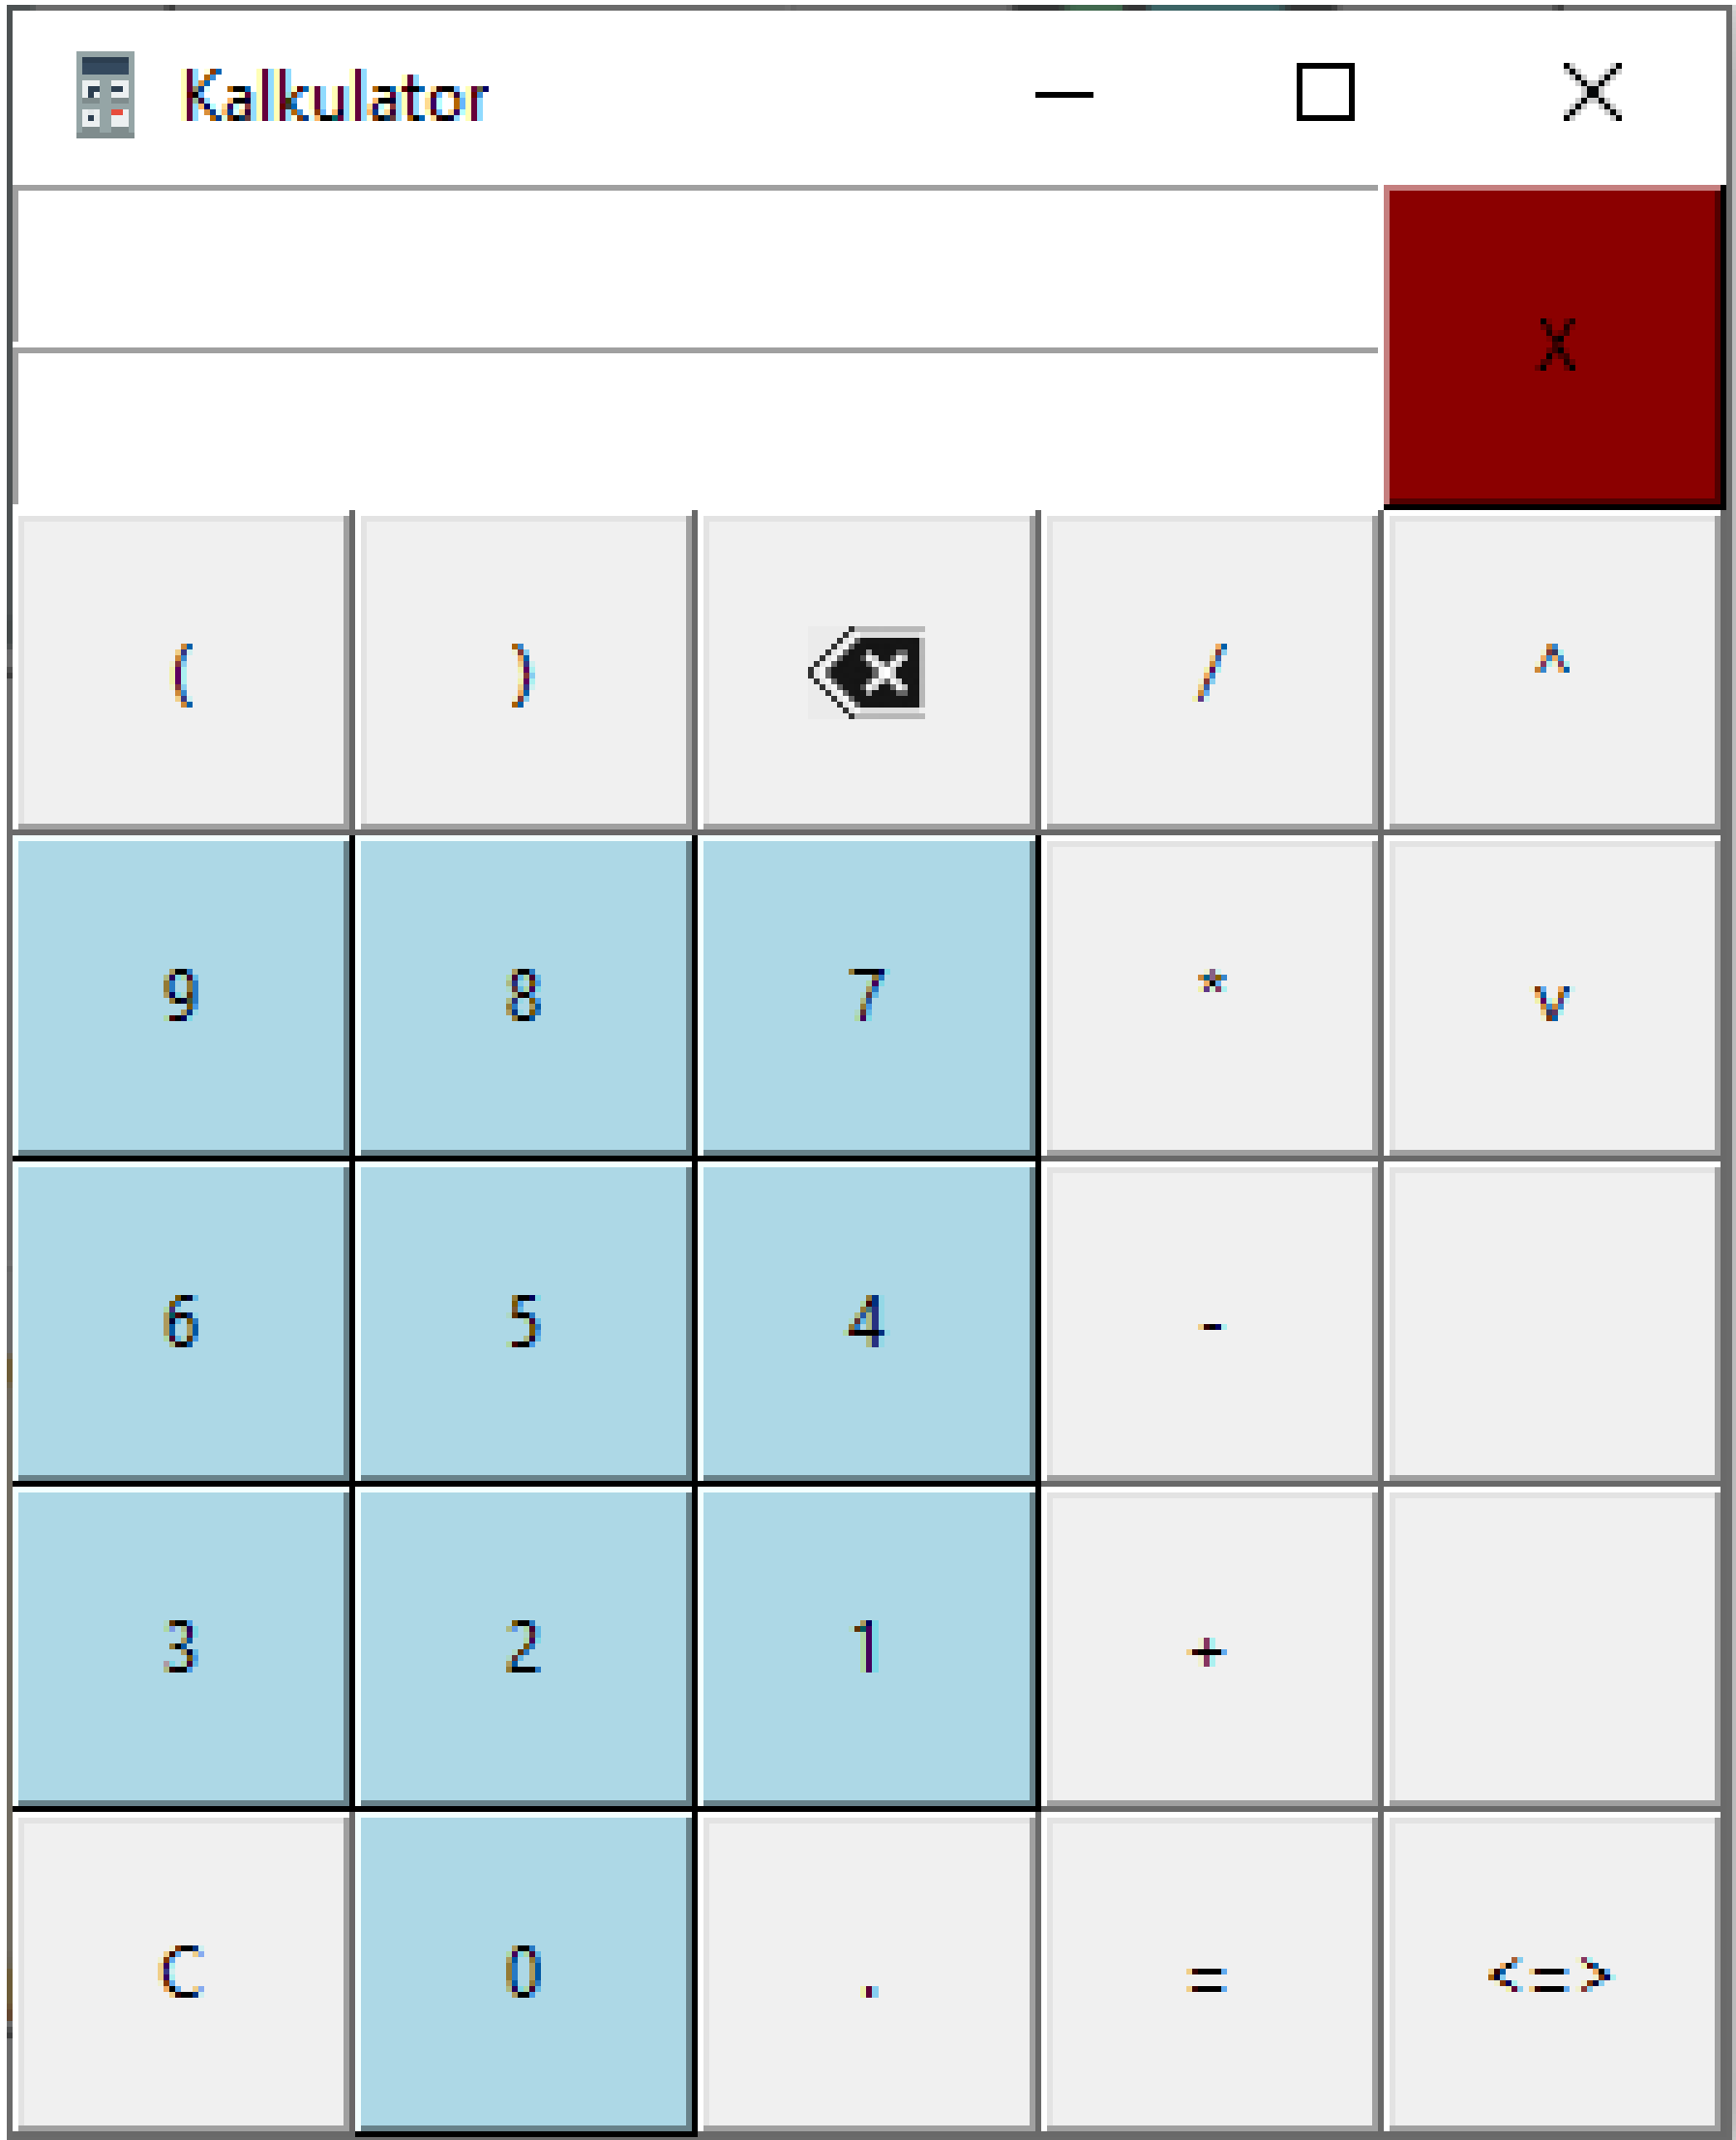 Kalkulator
X
( ) / ^
9 8 7 * v
6 5 4 -
3 2 1 +
C 0 . = <=>